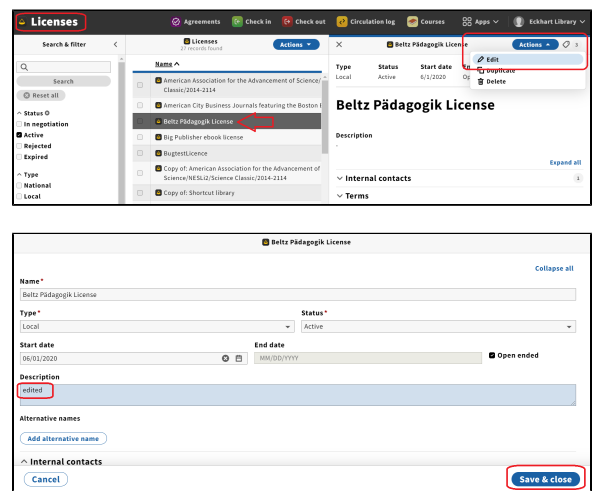 Licenses
Agreements
Check in
Check out
Circulation log
Courses
Apps
Eckhart Library
Search & filter
Licenses
27 records found
Actions
Beltz Pädagogik License
Actions
2
Edit
Duplicate
Delete
Search
Reset all
Status
In negotiation
Active
Rejected
Expired
Type
National
Local
Name
American Association for the Advancement of Science/
Classic/2014-2114
American City Business Journals featuring the Boston
Beltz Pädagogik License
Big Publisher ebook license
BugtestLicence
Copy of: American Association for the Advancement of
Science/NESLi2/Science Classic/2014-2114
Copy of: Shortcut library
Type
Status
Start date
Local
Active
6/1/2020
Beltz Pädagogik License
Description
-
Expand all
Internal contacts
1
Terms
Beltz Pädagogik License
Collapse all
Name*
Beltz Pädagogik License
Type*
Status*
Local
Active
Start date
End date
06/01/2020
MM/DD/YYYY
Open ended
Description
edited
Alternative names
Add alternative name
Internal contacts
Cancel
Save & close